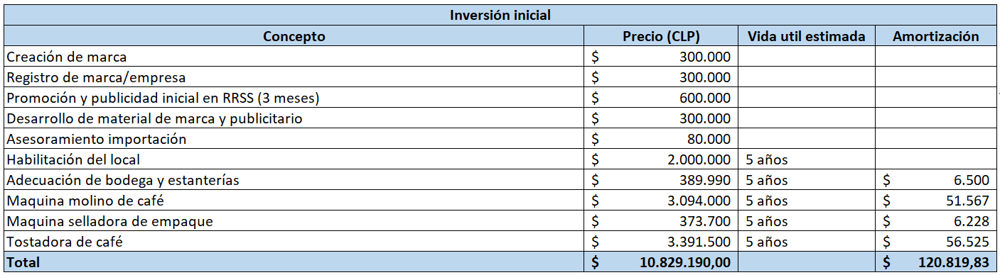 Inversión inicial
Concepto Precio (CLP) Vida util estimada Amortización
Creación de marca $ 300.000
Registro de marca/empresa $ 300.000
Promoción y publicidad inicial en RRSS (3 meses) $ 600.000
Desarrollo de material de marca y publicitario $ 300.000
Asesoramiento importación $ 80.000
Habilitación del local $ 2.000.000 5 años
Adecuación de bodega y estanterías $ 389.990 5 años $ 6.500
Maquina molino de café $ 3.094.000 5 años $ 51.567
Maquina selladora de empaque $ 373.700 5 años $ 6.228
Tostadora de café $ 3.391.500 5 años $ 56.525
Total $ 10.829.190,00 $ 120.819,83